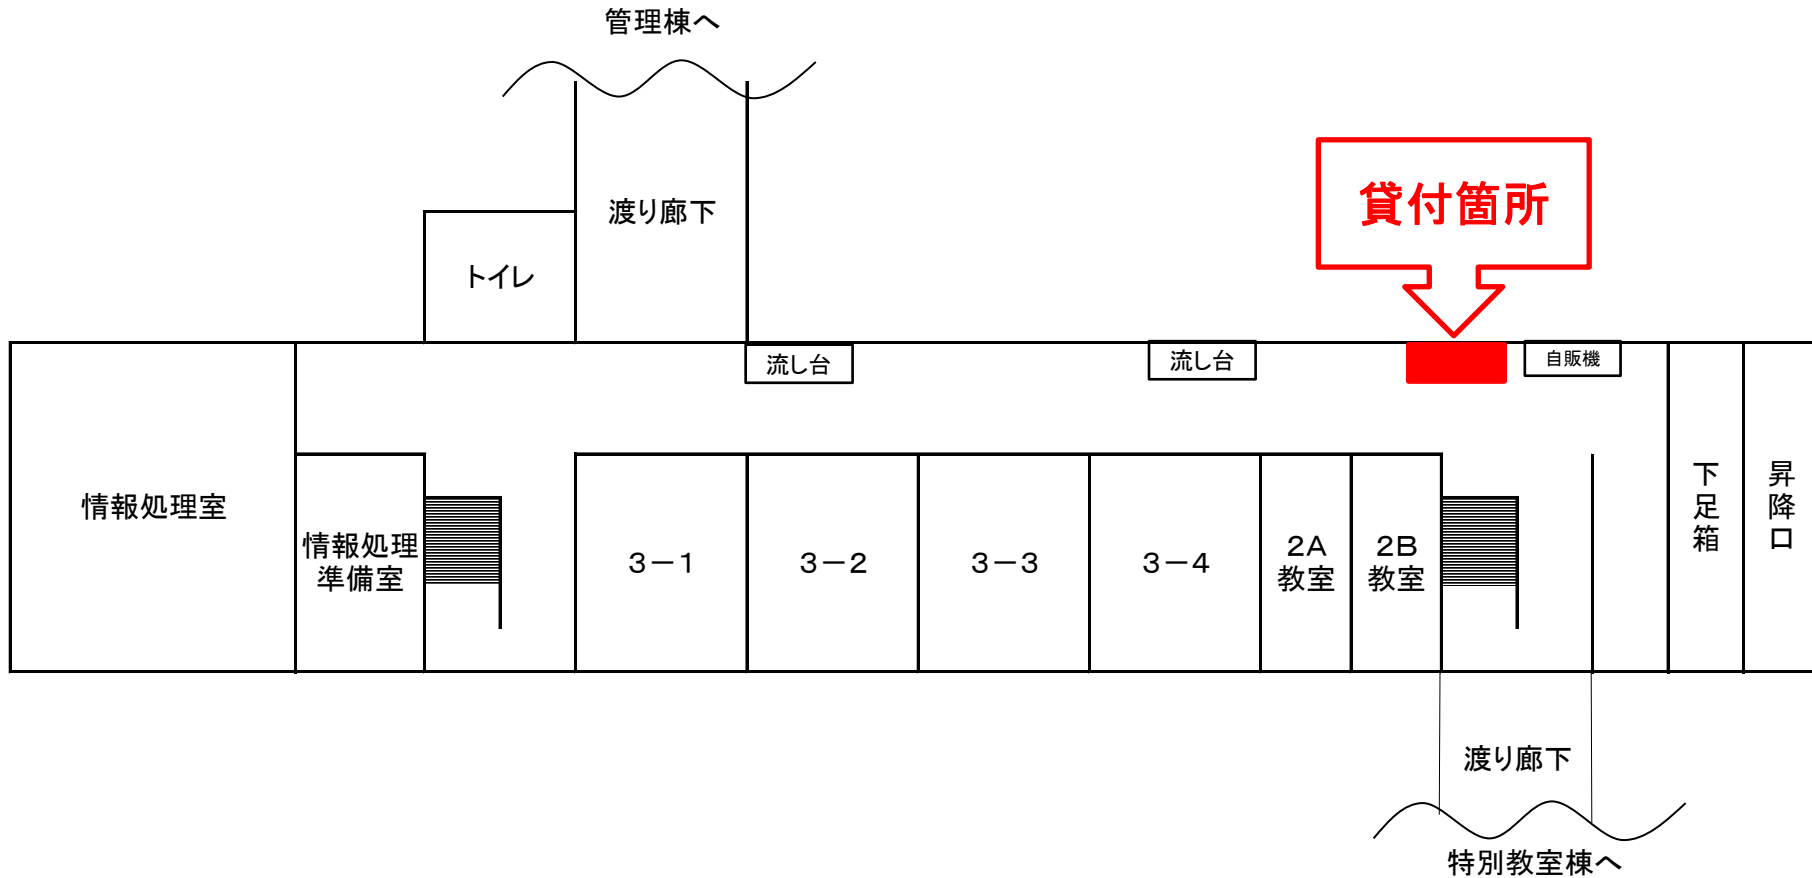 管理棟へ
渡り廊下
貸付箇所
トイレ
流し台
流し台
自販機
情報処理室
情報処理
準備室
3－1
3－2
3－3
3－4
2A
教室
2B
教室
下足箱
昇降口
渡り廊下
特別教室棟へ